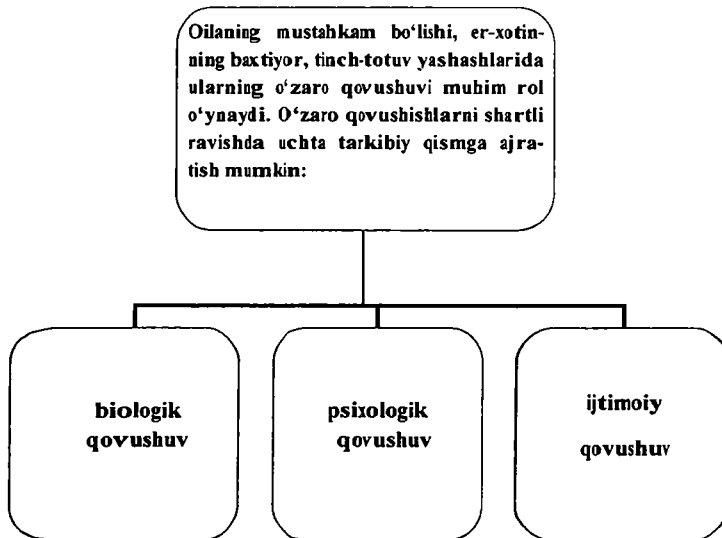 Oilaning mustahkam bo‘lishi, er-xotin-
ning baxtiyor, tinch-totuv yashashlarida
ularning o‘zaro qovushuvi muhim rol
o‘ynaydi. O‘zaro qovushishlarni shartli
ravishda uchta tarkibiy qismga ajra-
tish mumkin:
biologik
qovushuv
psixologik
qovushuv
ijtimoiy
qovushuv